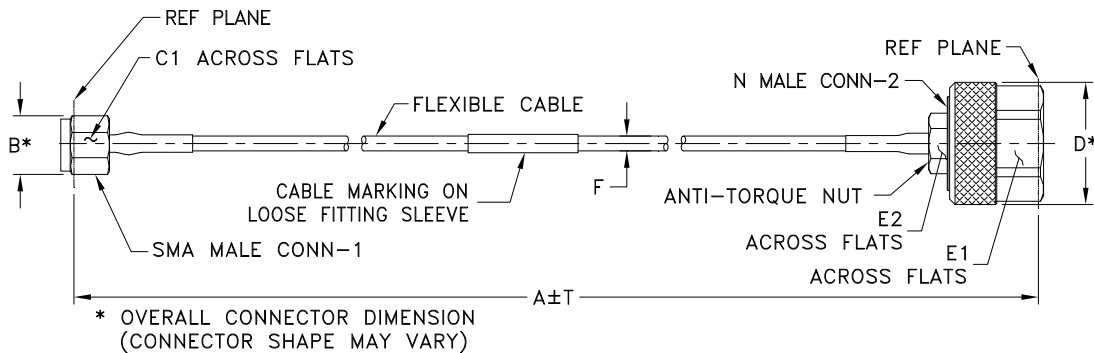 REF PLANE
C1 ACROSS FLATS
FLEXIBLE CABLE
REF PLANE
N MALE CONN-2
B*
D*
F
CABLE MARKING ON
LOOSE FITTING SLEEVE
SMA MALE CONN-1
ANTI-TORQUE NUT
E2
ACROSS FLATS
E1
ACROSS FLATS
A±T
* OVERALL CONNECTOR DIMENSION
(CONNECTOR SHAPE MAY VARY)